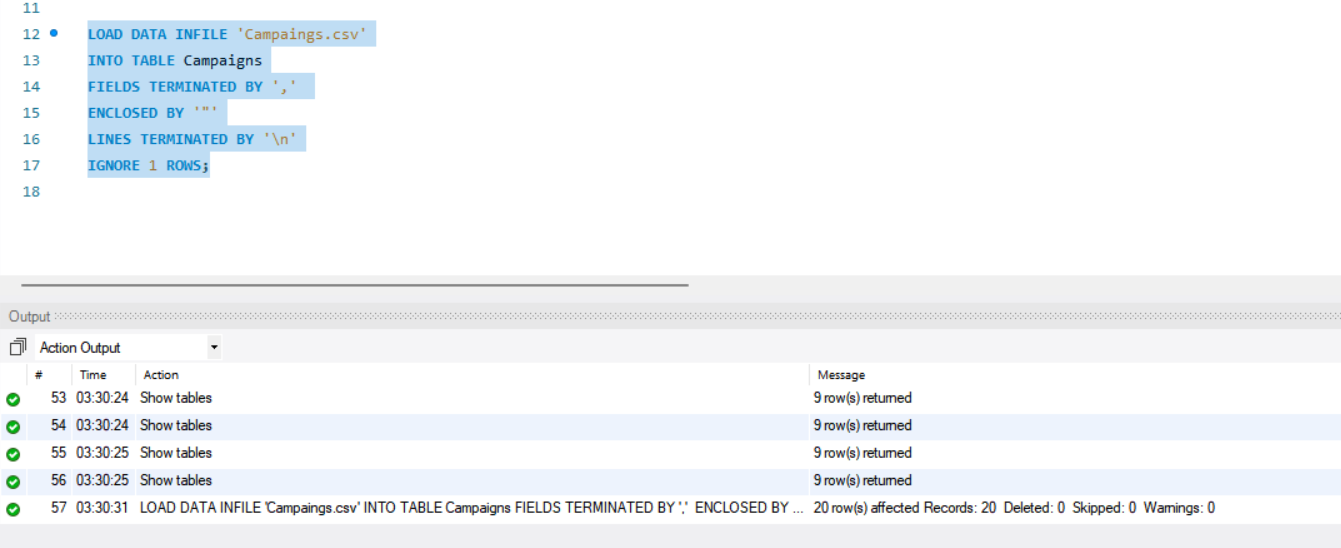 11
12 LOAD DATA INFILE 'Campaings.csv'
13 INTO TABLE Campaigns
14 FIELDS TERMINATED BY ','
15 ENCLOSED BY '"'
16 LINES TERMINATED BY '\n'
17 IGNORE 1 ROWS;
18
Output
Action Output
# Time Action Message
53 03:30:24 Show tables 9 row(s) returned
54 03:30:24 Show tables 9 row(s) returned
55 03:30:25 Show tables 9 row(s) returned
56 03:30:25 Show tables 9 row(s) returned
57 03:30:31 LOAD DATA INFILE 'Campaings.csv' INTO TABLE Campaigns FIELDS TERMINATED BY ',' ENCLOSED BY ... 20 row(s) affected Records: 20 Deleted: 0 Skipped: 0 Warnings: 0